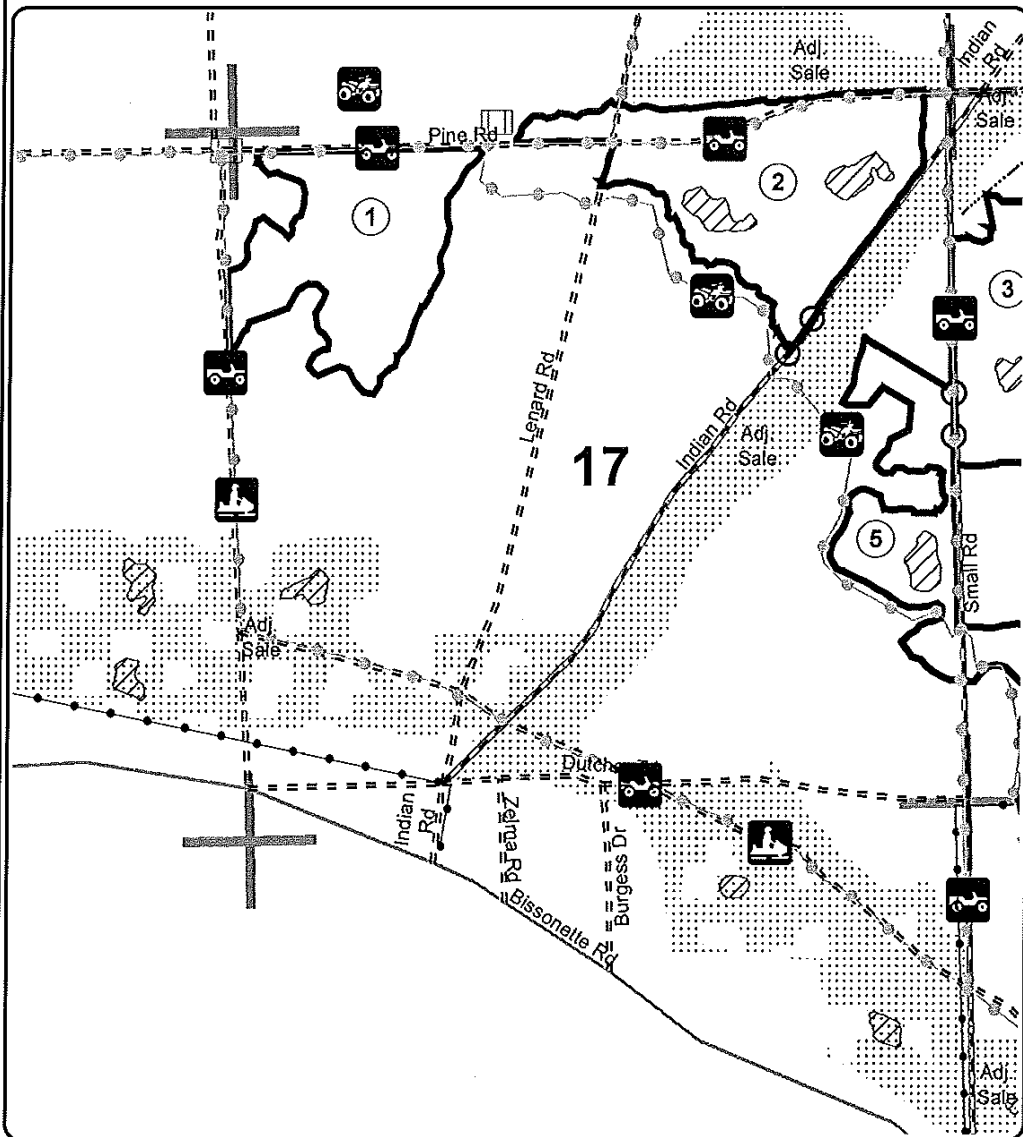 Adj.
Sale
Indian
Rd
Adj.
Sale
Pine Rd
2
1
3
Lenard Rd
17
Indian Rd
Adj.
Sale
5
Small Rd
Adj.
Sale
Indian
Rd
Zelma Rd
Burgess Dr
Bissonette Rd
Adj.
Sale